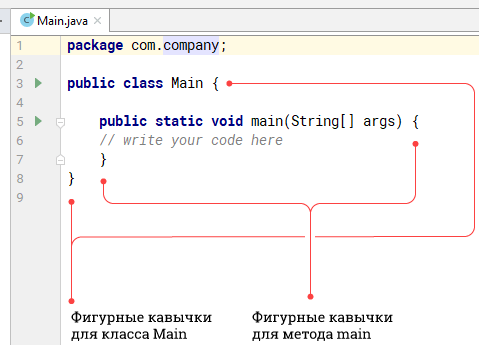 Main.java
1 package com.company;
2
3 public class Main {
4
5 public static void main(String[] args) {
6 // write your code here
7 }
8 }
9
Фигурные кавычки
для класса Main
Фигурные кавычки
для метода main